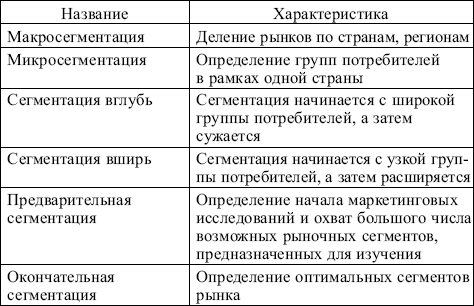 Название Характеристика
Макросегментация Деление рынков по странам, регионам
Микросегментация Определение групп потребителей
в рамках одной страны
Сегментация вглубь Сегментация начинается с широкой
группы потребителей, а затем
сужается
Сегментация вширь Сегментация начинается с узкой груп-
пы потребителей, а затем расширяется
Предварительная Определение начала маркетинговых
сегментация исследований и охват большого числа
возможных рыночных сегментов,
предназначенных для изучения
Окончательная Определение оптимальных сегментов
сегментация рынка